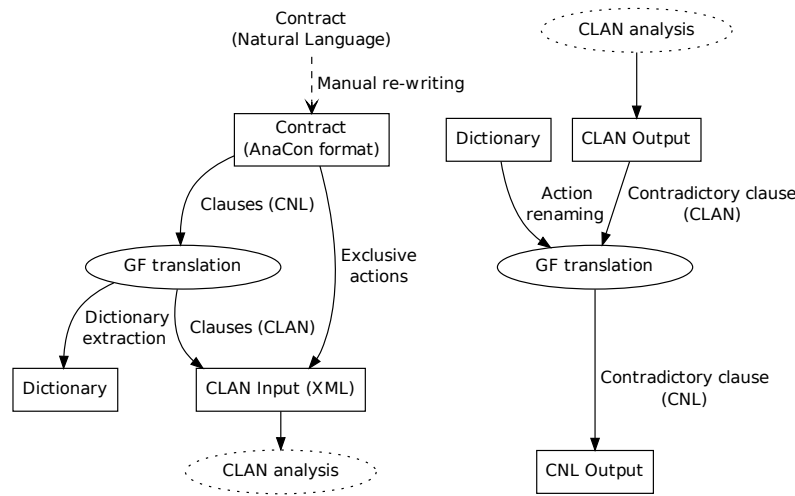 Contract
(Natural Language)
Manual re-writing
Contract
(AnaCon format)
Clauses (CNL)
Exclusive
actions
GF translation
Dictionary
extraction
Clauses (CLAN)
Dictionary
CLAN Input (XML)
CLAN analysis
CLAN analysis
Dictionary
CLAN Output
Action
renaming
Contradictory clause
(CLAN)
GF translation
Contradictory clause
(CNL)
CNL Output